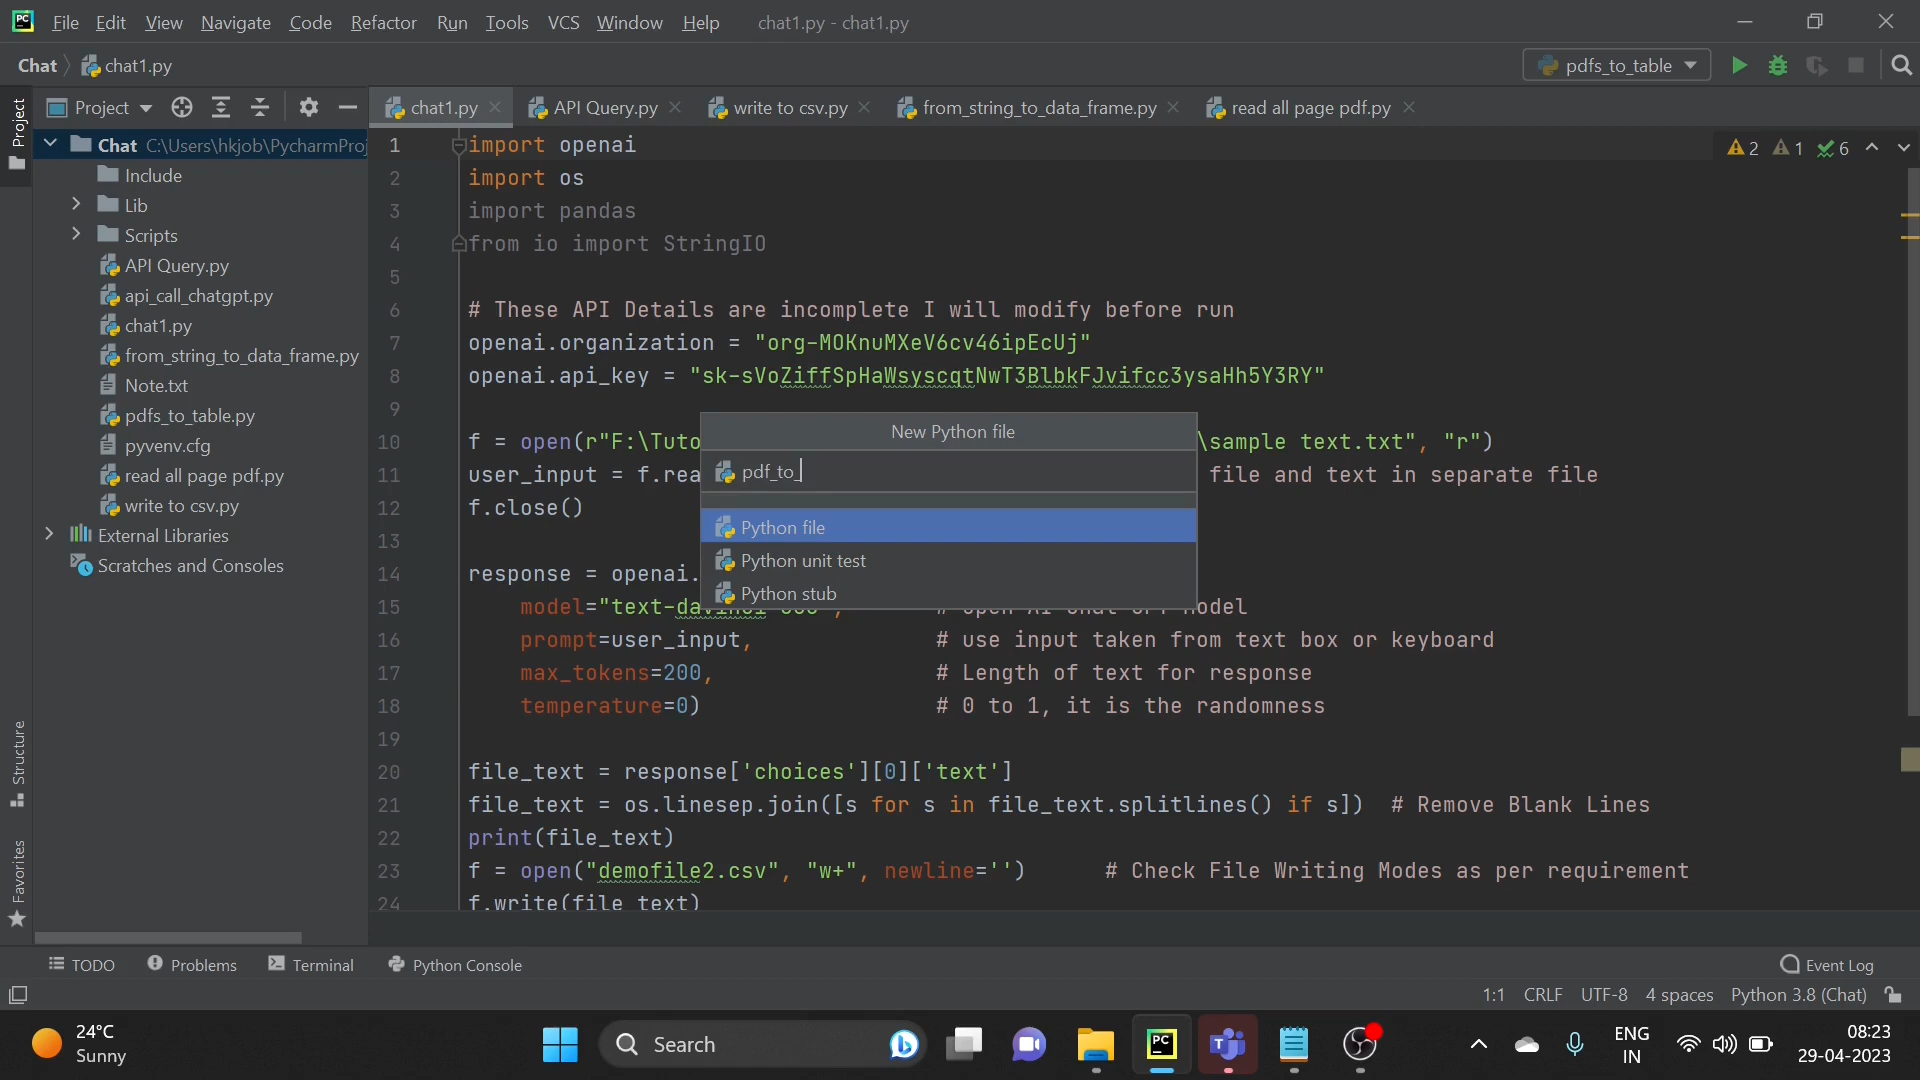 File Edit View Navigate Code Refactor Run Tools VCS Window Help chat1.py - chat1.py
Chat chat1.py pdfs_to_table
Project chat1.py API Query.py write to csv.py from_string_to_data_frame.py read all page pdf.py
Project
Chat C:\Users\hkjob\PycharmProj
Include
Lib
Scripts
API Query.py
api_call_chatgpt.py
chat1.py
from_string_to_data_frame.py
Note.txt
pdfs_to_table.py
pyvenv.cfg
read all page pdf.py
write to csv.py
External Libraries
Scratches and Consoles
Structure
Favorites
2 1 6
1 import openai
2 import os
3 import pandas
4 from io import StringIO
5
6 # These API Details are incomplete I will modify before run
7 openai.organization = "org-MOKnuMXeV6cv46ipEcUj"
8 openai.api_key = "sk-sVoZiffSpHaWsyscqtNwT3BlbkFJvifcc3ysaHh5Y3RY"
9
10 f = open(r"F:\Tuto \sample text.txt", "r")
11 user_input = f.rea file and text in separate file
12 f.close()
13
14 response = openai.
15 model="text-davinci-003", # Open AI Chat GPT model
16 prompt=user_input, # use input taken from text box or keyboard
17 max_tokens=200, # Length of text for response
18 temperature=0) # 0 to 1, it is the randomness
19
20 file_text = response['choices'][0]['text']
21 file_text = os.linesep.join([s for s in file_text.splitlines() if s]) # Remove Blank Lines
22 print(file_text)
23 f = open("demofile2.csv", "w+", newline='') # Check File Writing Modes as per requirement
24 f.write(file_text)
New Python file
pdf_to_
Python file
Python unit test
Python stub
TODO Problems Terminal Python Console Event Log
1:1 CRLF UTF-8 4 spaces Python 3.8 (Chat)
24°C
Sunny
Search
ENG
IN
08:23
29-04-2023